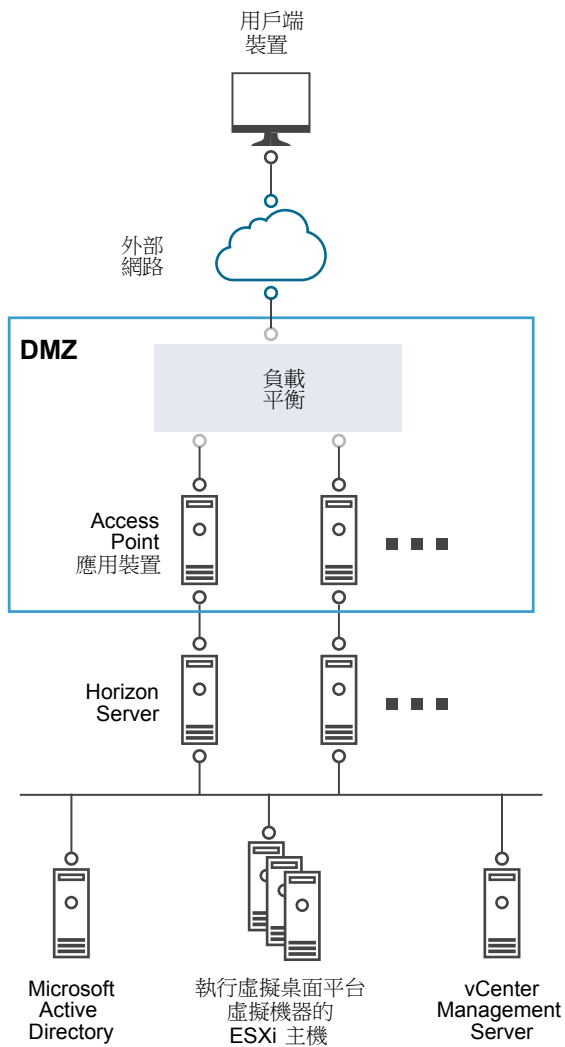 用戶端
裝置
外部
網路
DMZ
負載
平衡
Access
Point
應用裝置
Horizon
Server
Microsoft
Active
Directory
執行虛擬桌面平台
虛擬機器的
ESXi 主機
vCenter
Management
Server